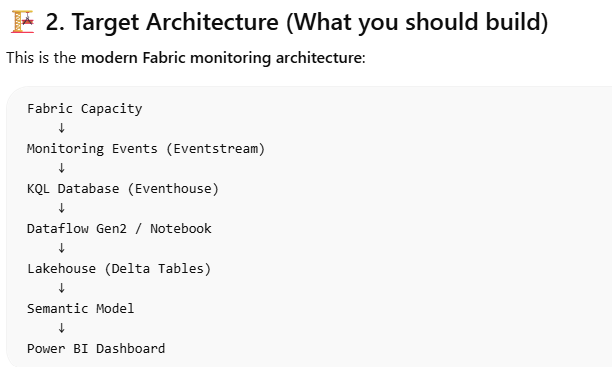 🏗️ 2. Target Architecture (What you should build)
This is the modern Fabric monitoring architecture:
Fabric Capacity
↓
Monitoring Events (Eventstream)
↓
KQL Database (Eventhouse)
↓
Dataflow Gen2 / Notebook
↓
Lakehouse (Delta Tables)
↓
Semantic Model
↓
Power BI Dashboard